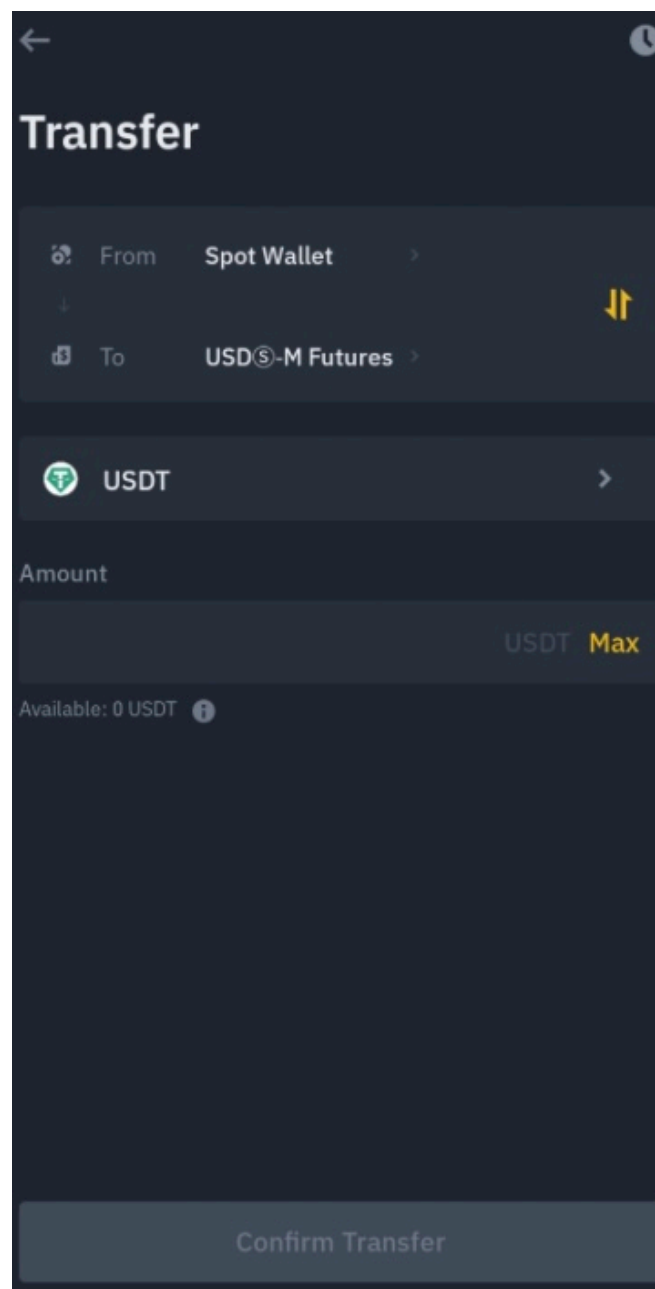 Transfer
From Spot Wallet
To USDⓈ-M Futures
USDT
Amount
USDT Max
Available: 0 USDT
Confirm Transfer